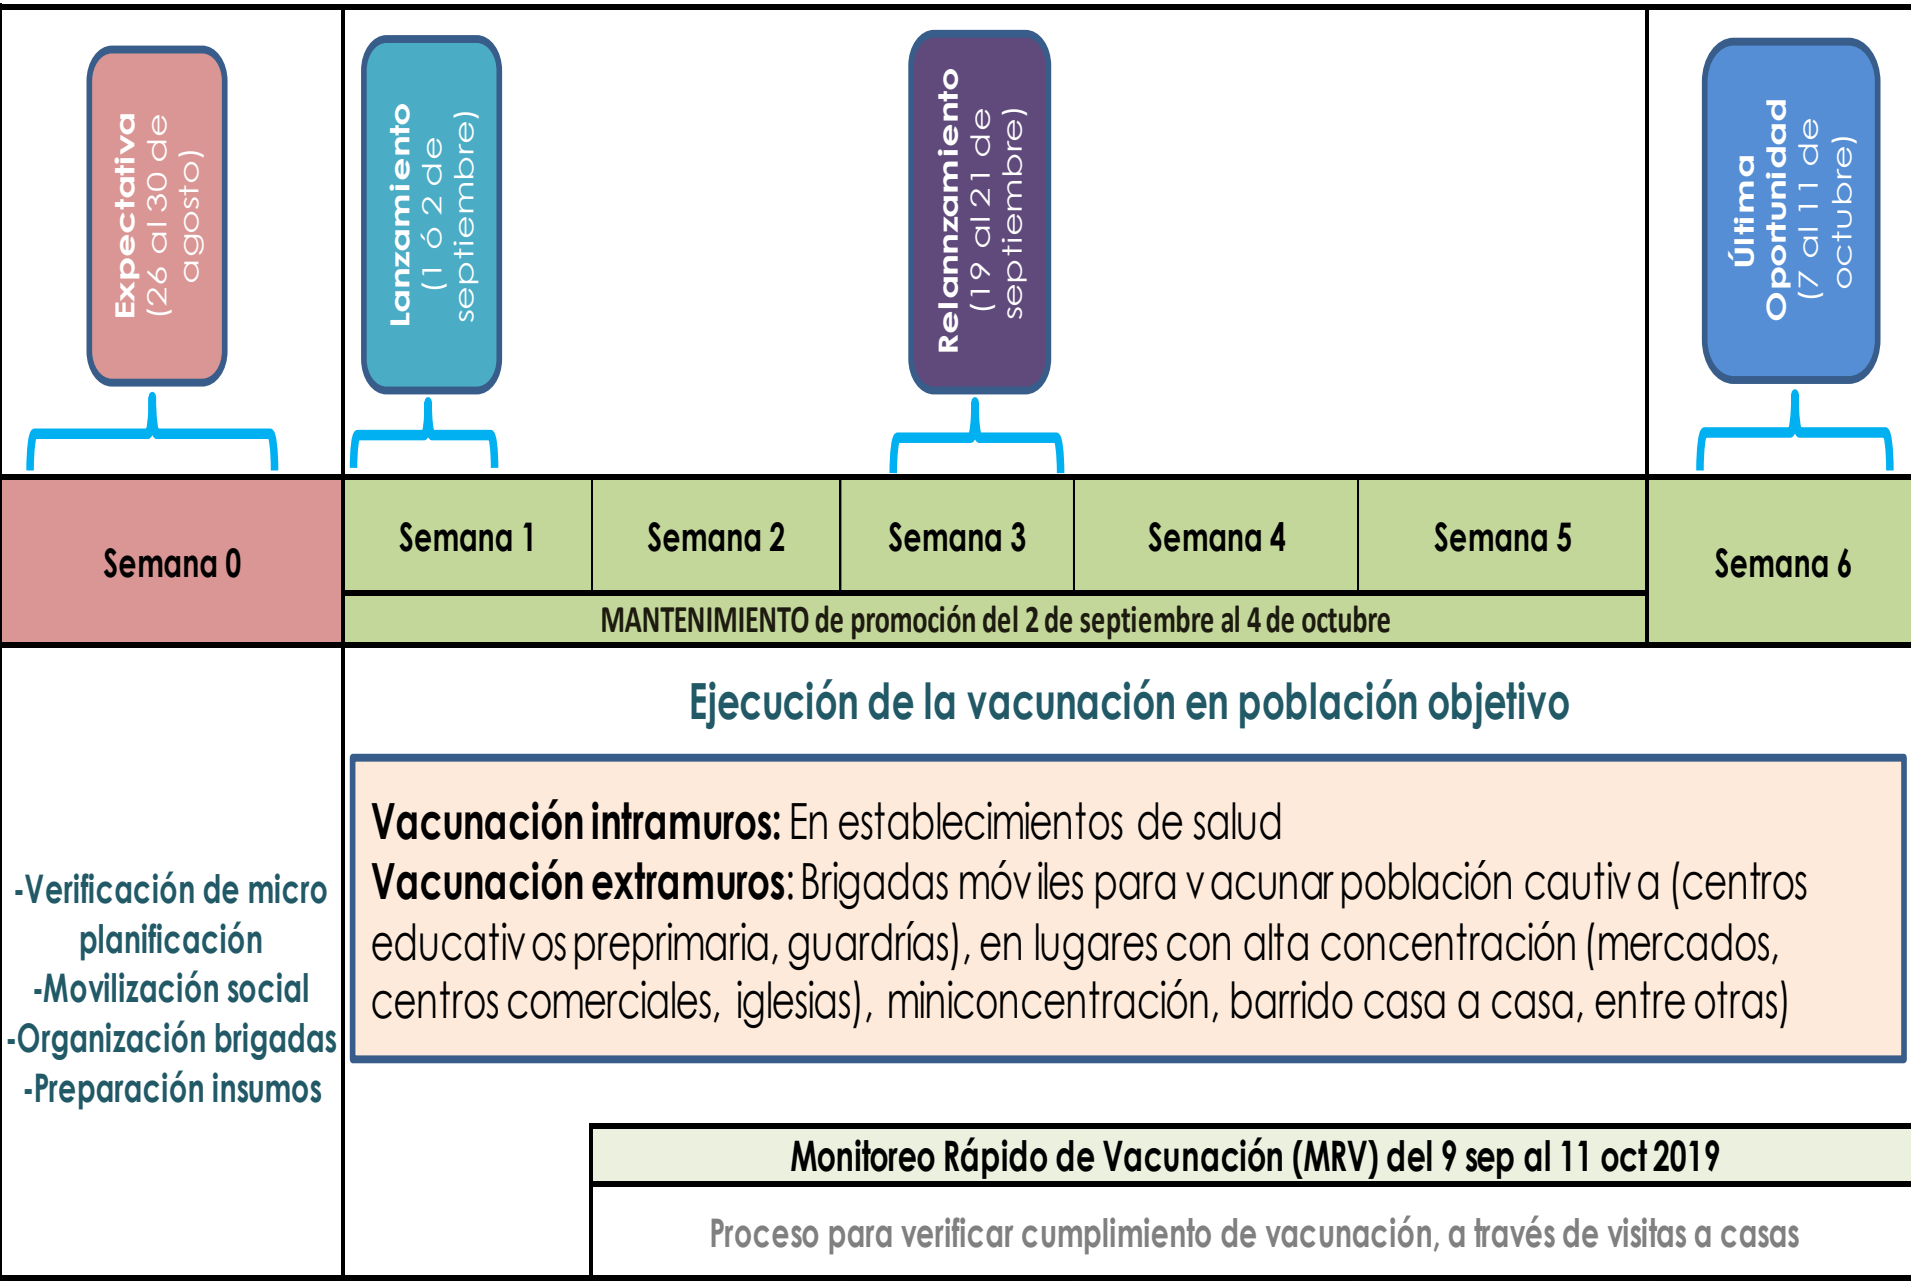 Expectativa
(26 al 30 de
agosto)
Lanzamiento
(1 ó 2 de
septiembre)
Relannzamiento
(19 al 21 de
septiembre)
Última
Oportunidad
(7 al 11 de
octubre)
Semana 0
Semana 1
Semana 2
Semana 3
Semana 4
Semana 5
Semana 6
MANTENIMIENTO de promoción del 2 de septiembre al 4 de octubre
-Verificación de micro
planificación
-Movilización social
-Organización brigadas
-Preparación insumos
Ejecución de la vacunación en población objetivo
Vacunación intramuros: En establecimientos de salud
Vacunación extramuros: Brigadas móviles para vacunar población cautiva (centros
educativos preprimaria, guardrías), en lugares con alta concentración (mercados,
centros comerciales, iglesias), miniconcentración, barrido casa a casa, entre otras)
Monitoreo Rápido de Vacunación (MRV) del 9 sep al 11 oct 2019
Proceso para verificar cumplimiento de vacunación, a través de visitas a casas